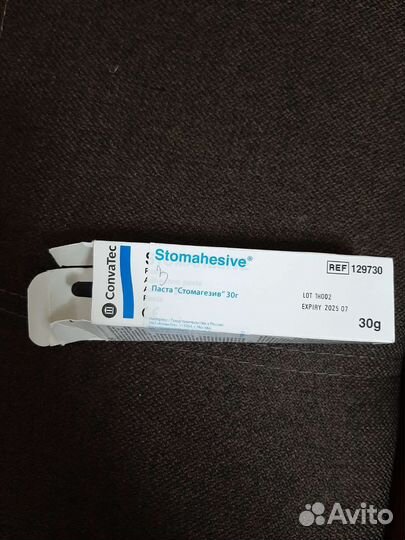 ConvaTec
Stomahesive®
REF 129730
Паста "Стомагезив" 30г
LOT 1H002
EXPIRY 2025 07
30g
Avito